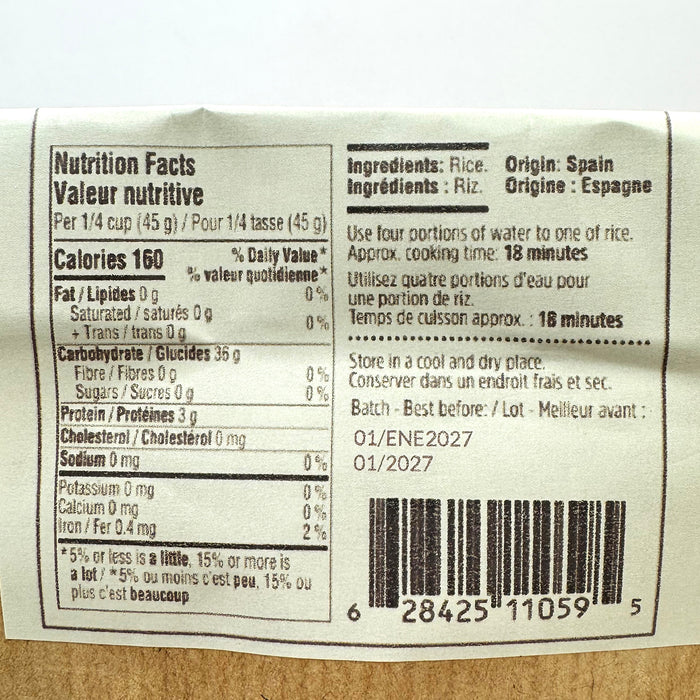 Nutrition Facts
Valeur nutritive
Per 1/4 cup (45 g) / Pour 1/4 tasse (45 g)
Calories 160
% Daily Value*
% valeur quotidienne*
Fat / Lipides 0 g 0 %
Saturated / saturés 0 g
+ Trans / trans 0 g 0 %
Carbohydrate / Glucides 36 g
Fibre / Fibres 0 g 0 %
Sugars / Sucres 0 g 0 %
Protein / Protéines 3 g
Cholesterol / Cholestérol 0 mg
Sodium 0 mg 0 %
Potassium 0 mg 0 %
Calcium 0 mg 0 %
Iron / Fer 0.4 mg 2 %
*5% or less is a little, 15% or more is
a lot / *5% ou moins c'est peu, 15% ou
plus c'est beaucoup
Ingredients: Rice.
Ingrédients : Riz.
Origin: Spain
Origine : Espagne
Use four portions of water to one of rice.
Approx. cooking time: 18 minutes
Utilisez quatre portions d'eau pour
une portion de riz.
Temps de cuisson approx. : 18 minutes
Store in a cool and dry place.
Conserver dans un endroit frais et sec.
Batch - Best before: / Lot - Meilleur avant :
01/ENE2027
01/2027
6 28425 11059 5